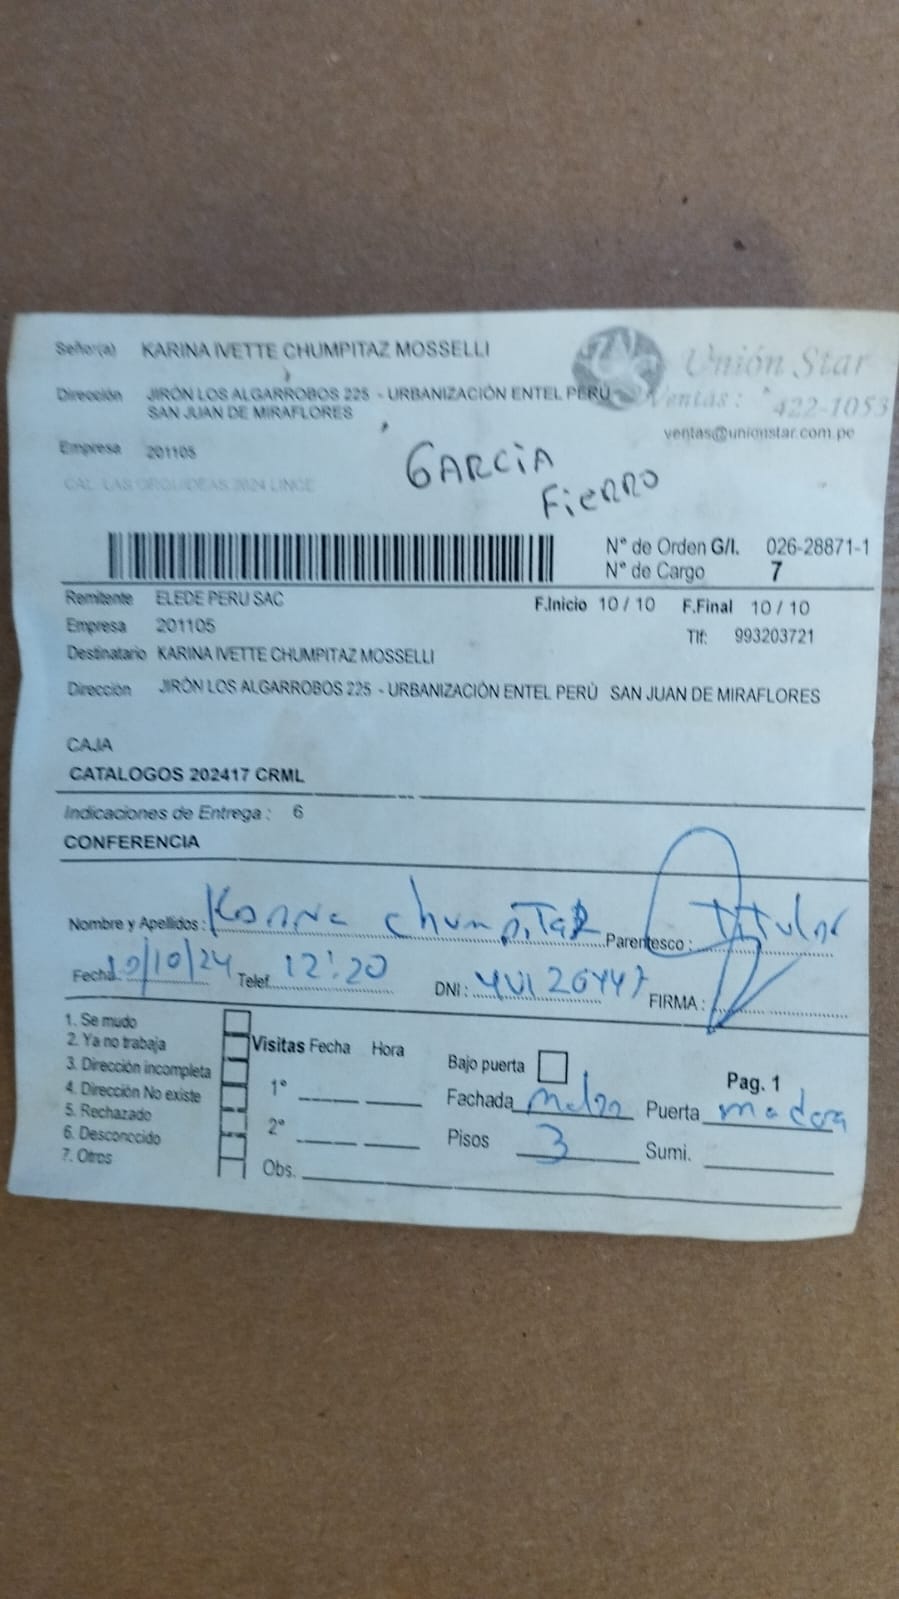 Señor(a) KARINA IVETTE CHUMPITAZ MOSSELLI
Unión Star
Dirección JIRÓN LOS ALGARROBOS 225 - URBANIZACIÓN ENTEL PERÚ
SAN JUAN DE MIRAFLORES
Ventas: 422-1053
ventas@unionstar.com.pe
Empresa 201105
GARCIA
FIERRO
CAL. LAS ORQUIDEAS 2624 LINCE
N° de Orden G/I. 026-28871-1
N° de Cargo 7
Remitente ELEDE PERU SAC
F.Inicio 10 / 10 F.Final 10 / 10
Empresa 201105
Tlf: 993203721
Destinatario KARINA IVETTE CHUMPITAZ MOSSELLI
Dirección JIRÓN LOS ALGARROBOS 225 - URBANIZACIÓN ENTEL PERÚ SAN JUAN DE MIRAFLORES
CAJA
CATALOGOS 202417 CRML
Indicaciones de Entrega : 6
CONFERENCIA
Nombre y Apellidos : Chumpitaz Parentesco : Titular
Fecha 10/10/24 Telef. 12:20 DNI : FIRMA :
1. Se mudo
2. Ya no trabaja
3. Dirección incompleta
4. Dirección No existe
5. Rechazado
6. Desconocido
7. Otros
Visitas Fecha Hora
1°
2°
Obs.
Bajo puerta
Pag. 1
Fachada Puerta madera
Pisos 3 Sumi.